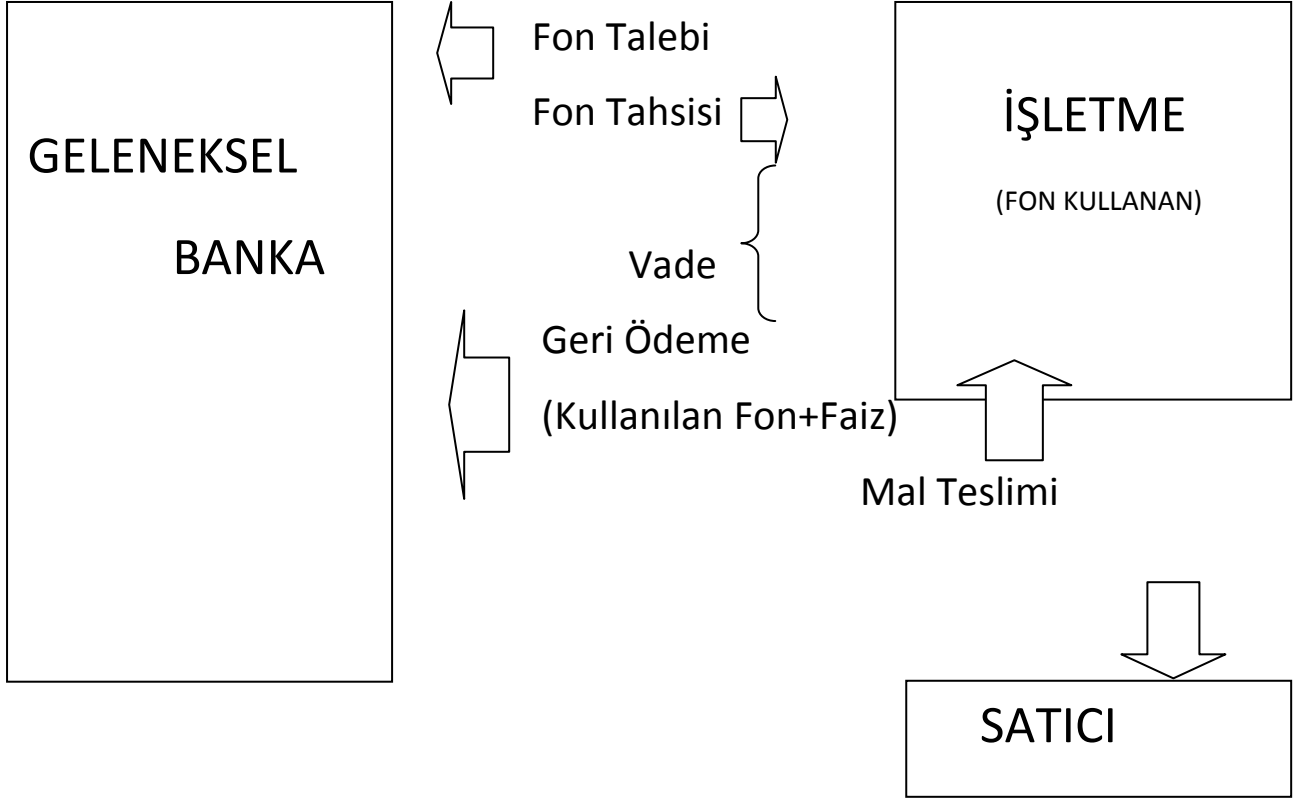 GELENEKSEL
BANKA
Fon Talebi
Fon Tahsisi
Vade
Geri Ödeme
(Kullanılan Fon+Faiz)
İŞLETME
(FON KULLANAN)
Mal Teslimi
SATICI